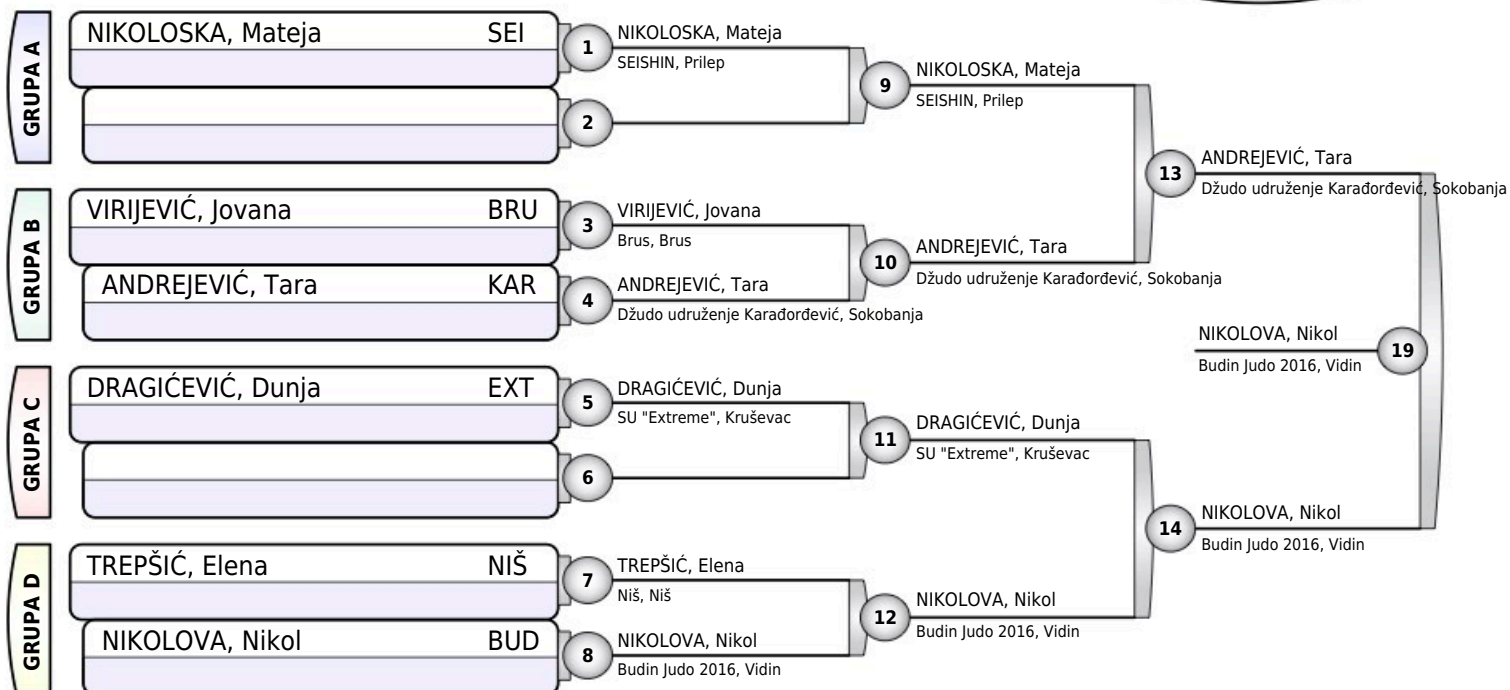 GRUPA A
NIKOLOSKA, Mateja SEI
1
NIKOLOSKA, Mateja
SEISHIN, Prilep
2
9
NIKOLOSKA, Mateja
SEISHIN, Prilep
GRUPA B
VIRIJEVIĆ, Jovana BRU
ANDREJEVIĆ, Tara KAR
3
VIRIJEVIĆ, Jovana
Brus, Brus
4
ANDREJEVIĆ, Tara
Džudo udruženje Karađorđević, Sokobanja
10
ANDREJEVIĆ, Tara
Džudo udruženje Karađorđević, Sokobanja
13
ANDREJEVIĆ, Tara
Džudo udruženje Karađorđević, Sokobanja
GRUPA C
DRAGIĆEVIĆ, Dunja EXT
5
DRAGIĆEVIĆ, Dunja
SU "Extreme", Kruševac
6
11
DRAGIĆEVIĆ, Dunja
SU "Extreme", Kruševac
GRUPA D
TREPŠIĆ, Elena NIŠ
NIKOLOVA, Nikol BUD
7
TREPŠIĆ, Elena
Niš, Niš
8
NIKOLOVA, Nikol
Budin Judo 2016, Vidin
12
NIKOLOVA, Nikol
Budin Judo 2016, Vidin
14
NIKOLOVA, Nikol
Budin Judo 2016, Vidin
NIKOLOVA, Nikol
Budin Judo 2016, Vidin
19